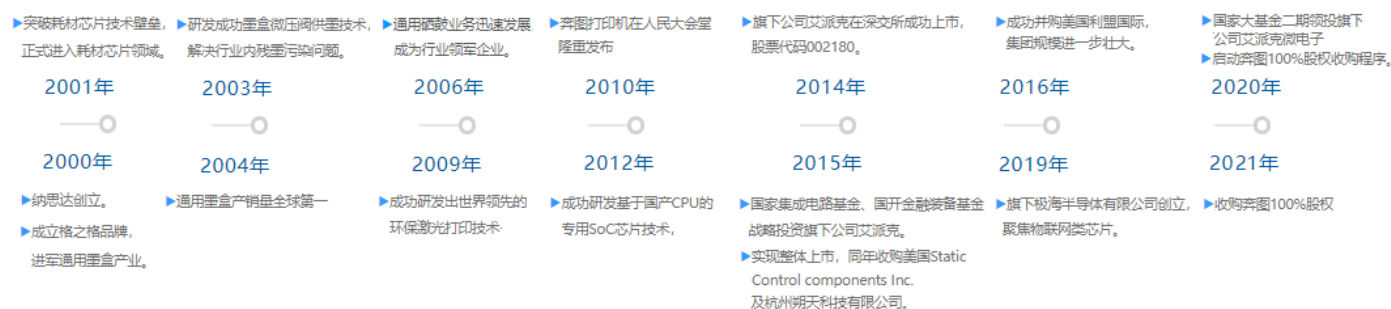 ▶突破耗材芯片技术壁垒,
正式进入耗材芯片领域。
2001年
2000年
▶纳思达创立。
▶成立格之格品牌,
进军通用墨盒产业。
▶研发成功墨盒微压阀供墨技术,
解决行业内残墨污染问题。
2003年
2004年
▶通用墨盒产销量全球第一
▶通用硒鼓业务迅速发展
成为行业领军企业。
2006年
2009年
▶成功研发出世界领先的
环保激光打印技术·
▶奔图打印机在人民大会堂
隆重发布
2010年
2012年
▶成功研发基于国产CPU的
专用SoC芯片技术,
▶旗下公司艾派克在深交所成功上市,
股票代码002180。
2014年
2015年
▶国家集成电路基金、国开金融装备基金
战略投资旗下公司艾派克。
▶实现整体上市，同年收购美国Static
Control components Inc.
及杭州朔天科技有限公司。
▶成功并购美国利盟国际,
集团规模进一步壮大。
2016年
2019年
▶旗下极海半导体有限公司创立,
聚焦物联网类芯片。
▶国家大基金二期领投旗下
公司艾派克微电子
▶启动奔图100%股权收购程序。
2020年
2021年
▶收购奔图100%股权